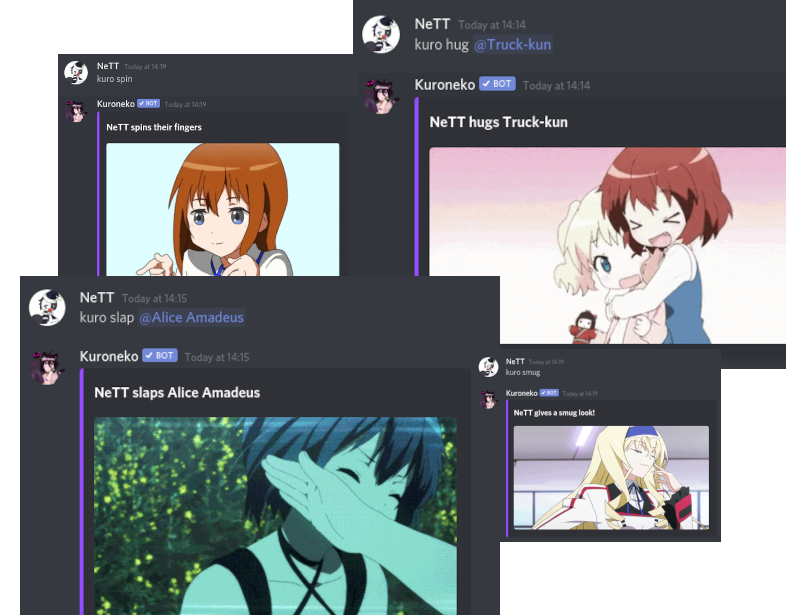 NeTT Today at 14:14
kuro hug @Truck-kun
Kuroneko ✔ BOT Today at 14:14
NeTT hugs Truck-kun
NeTT Today at 14:19
kuro spin
Kuroneko ✔ BOT Today at 14:19
NeTT spins their fingers
NeTT Today at 14:15
kuro slap @Alice Amadeus
Kuroneko ✔ BOT Today at 14:15
NeTT slaps Alice Amadeus
NeTT Today at 14:19
kuro smug
Kuroneko ✔ BOT Today at 14:19
NeTT gives a smug look!